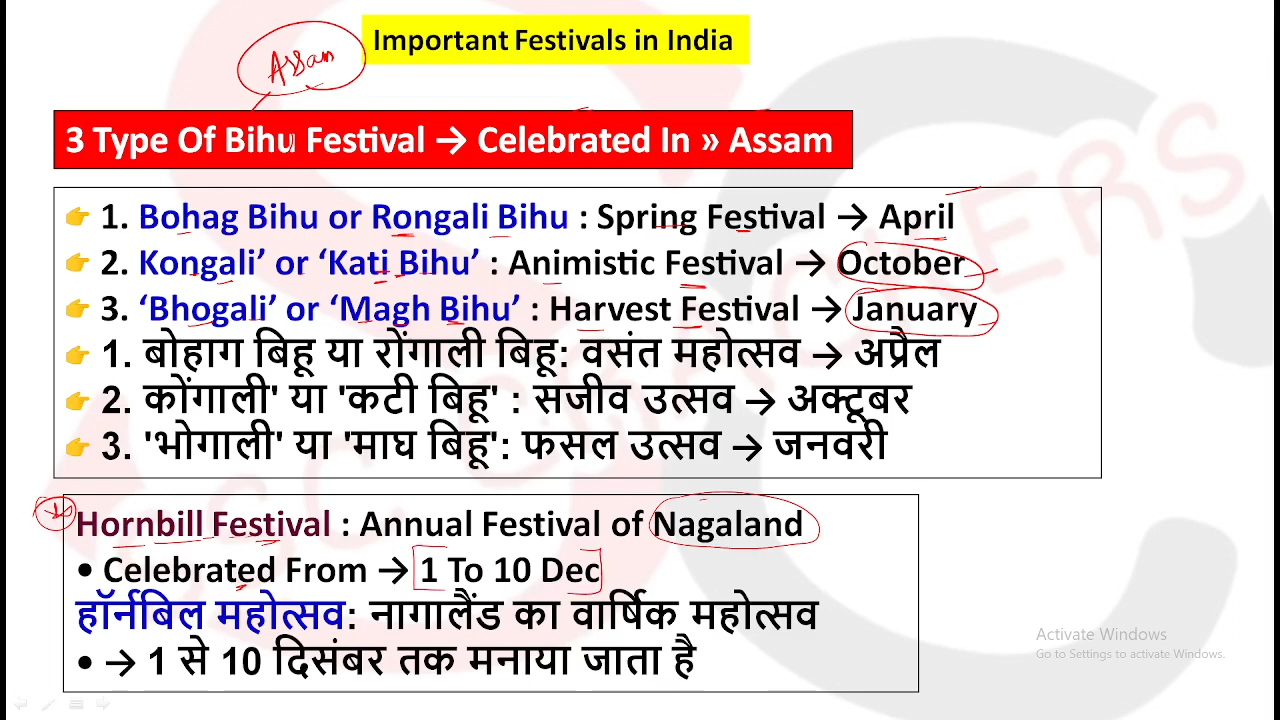 Important Festivals in India
Assam
3 Type Of Bihu Festival → Celebrated In » Assam
👉 1. Bohag Bihu or Rongali Bihu : Spring Festival → April
👉 2. Kongali’ or ‘Kati Bihu’ : Animistic Festival → October
👉 3. ‘Bhogali’ or ‘Magh Bihu’ : Harvest Festival → January
👉 1. बोहाग बिहू या रोंगाली बिहू: वसंत महोत्सव → अप्रैल
👉 2. कोंगाली' या 'कटी बिहू' : सजीव उत्सव → अक्टूबर
👉 3. 'भोगाली' या 'माघ बिहू': फसल उत्सव → जनवरी
Hornbill Festival : Annual Festival of Nagaland
• Celebrated From → 1 To 10 Dec
हॉर्नबिल महोत्सव: नागालैंड का वार्षिक महोत्सव
• → 1 से 10 दिसंबर तक मनाया जाता है
Activate Windows
Go to Settings to activate Windows.